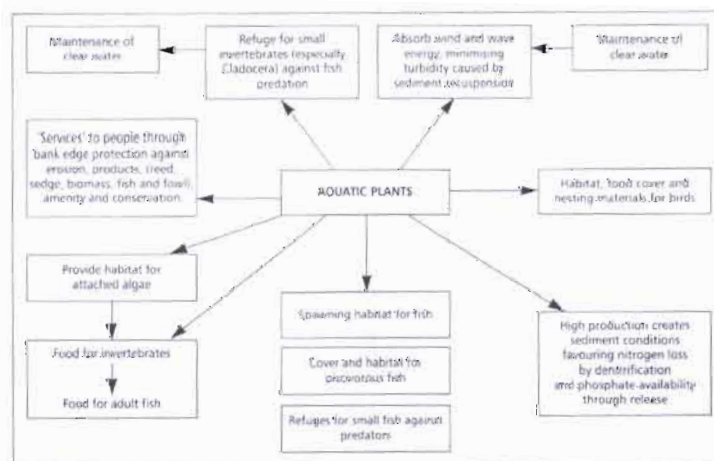 Maintenance of
clear water
Refuge for small
invertebrates (especially
Cladocera) against fish
predation
Absorb wind and wave
energy, minimising
turbidity caused by
sediment resuspension
Maintenance of
clear water
'Services' to people through
bank edge protection against
erosion, products, (reed,
sedge, biomass, fish and fowl),
amenity and conservation
AQUATIC PLANTS
Habitat, food cover and
nesting materials for birds
Provide habitat for
attached algae
Spawning habitat for fish
High production creates
sediment conditions
favouring nitrogen loss
by denitrification
and phosphate availability
through release
Food for invertebrates
Food for adult fish
Cover and habitat for
piscivorous fish
Refuges for small fish against
predators